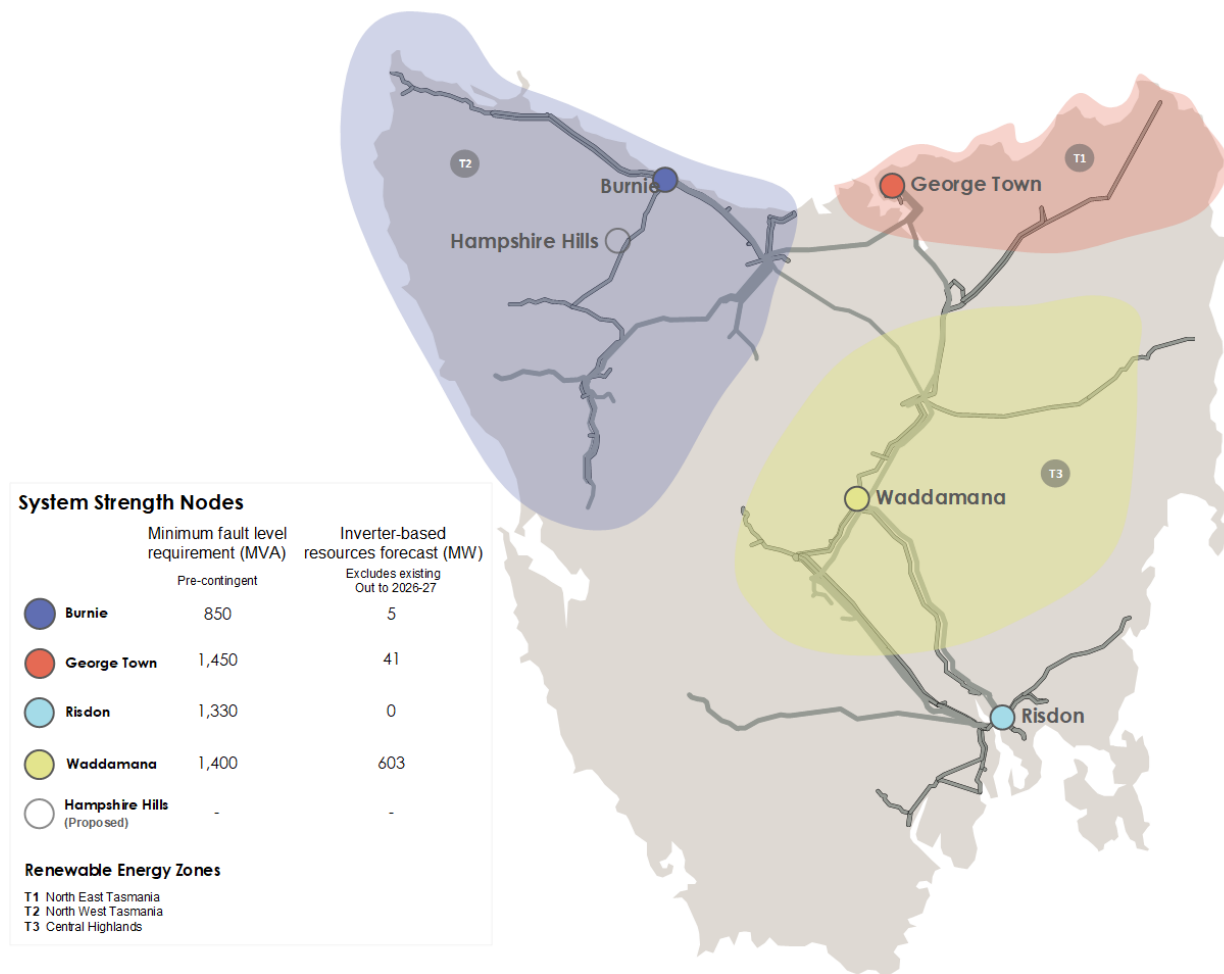 T2
T1
Burnie
George Town
Hampshire Hills
T3
Waddamana
Risdon
System Strength Nodes
Minimum fault level
requirement (MVA)
Inverter-based
resources forecast (MW)
Pre-contingent
Excludes existing
Out to 2026-27
Burnie 850 5
George Town 1,450 41
Risdon 1,330 0
Waddamana 1,400 603
Hampshire Hills
(Proposed) - -
Renewable Energy Zones
T1 North East Tasmania
T2 North West Tasmania
T3 Central Highlands